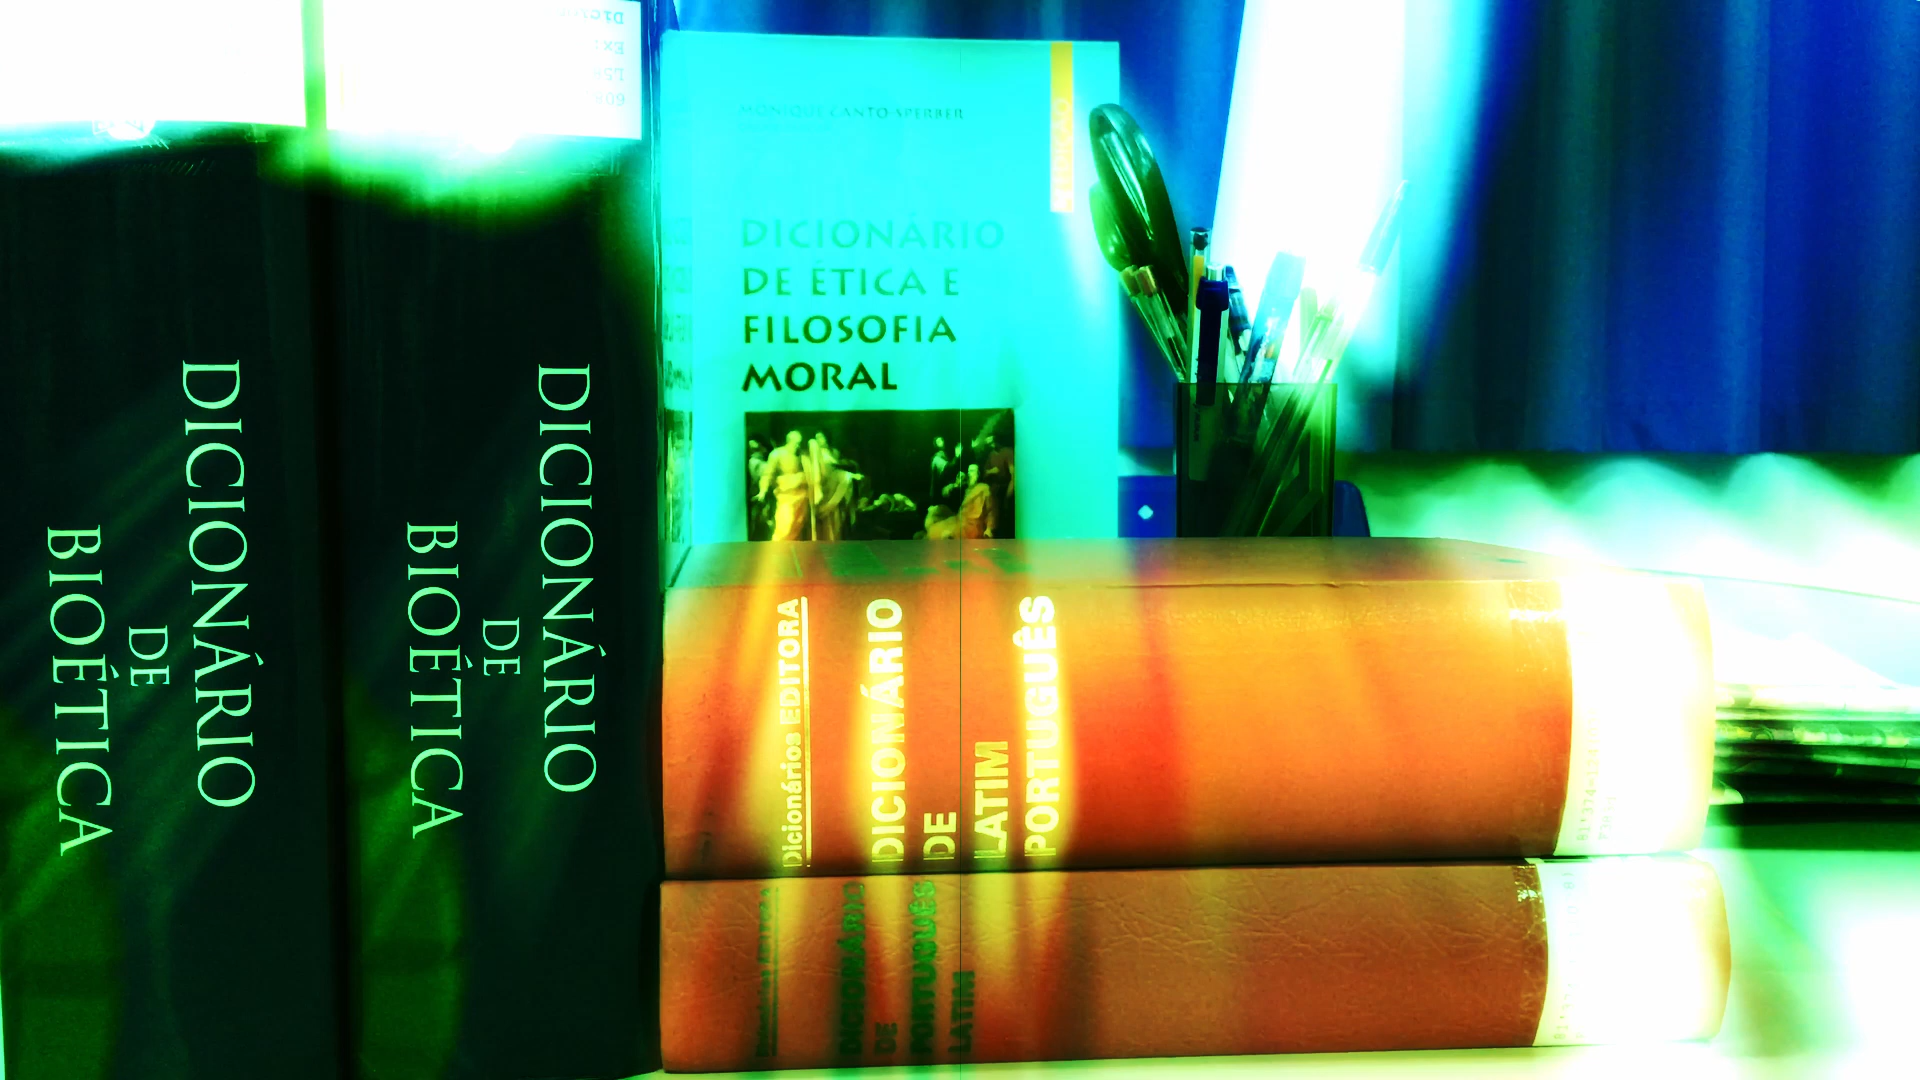 DICIONÁRIO
DE
BIOÉTICA
DICIONÁRIO
DE
BIOÉTICA
MONIQUE CANTO-SPERBER
DICIONÁRIO
DE ÉTICA E
FILOSOFIA
MORAL
Dicionários EDITORA
DICIONÁRIO
DE
LATIM
PORTUGUÊS
DICIONÁRIO
DE
PORTUGUÊS
LATIM